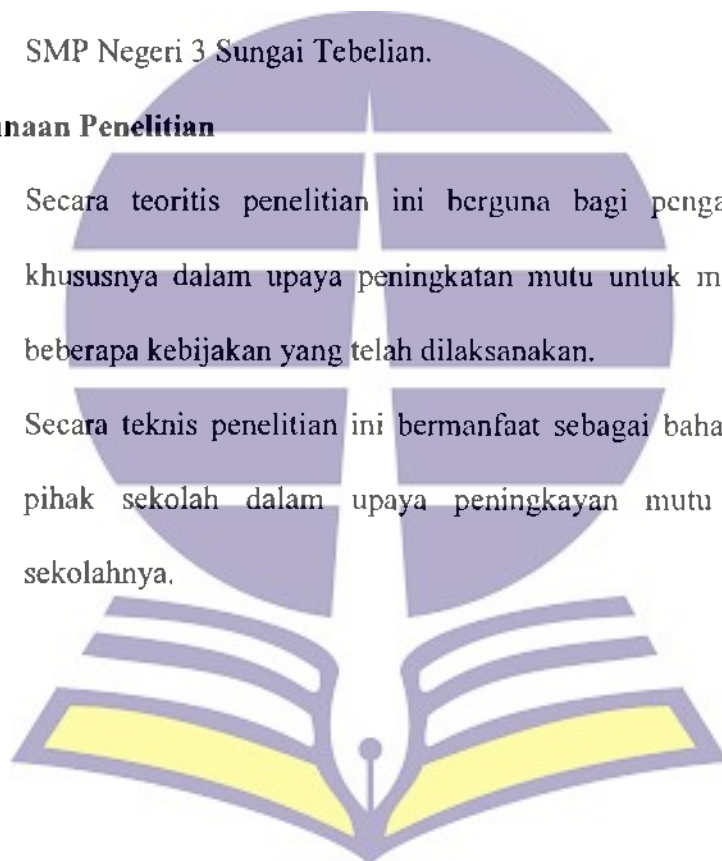 SMP Negeri 3 Sungai Tebelian.
unaan Penelitian
Secara teoritis penelitian ini berguna bagi penga
khususnya dalam upaya peningkatan mutu untuk m
beberapa kebijakan yang telah dilaksanakan.
Secara teknis penelitian ini bermanfaat sebagai baha
pihak sekolah dalam upaya peningkayan mutu
sekolahnya.